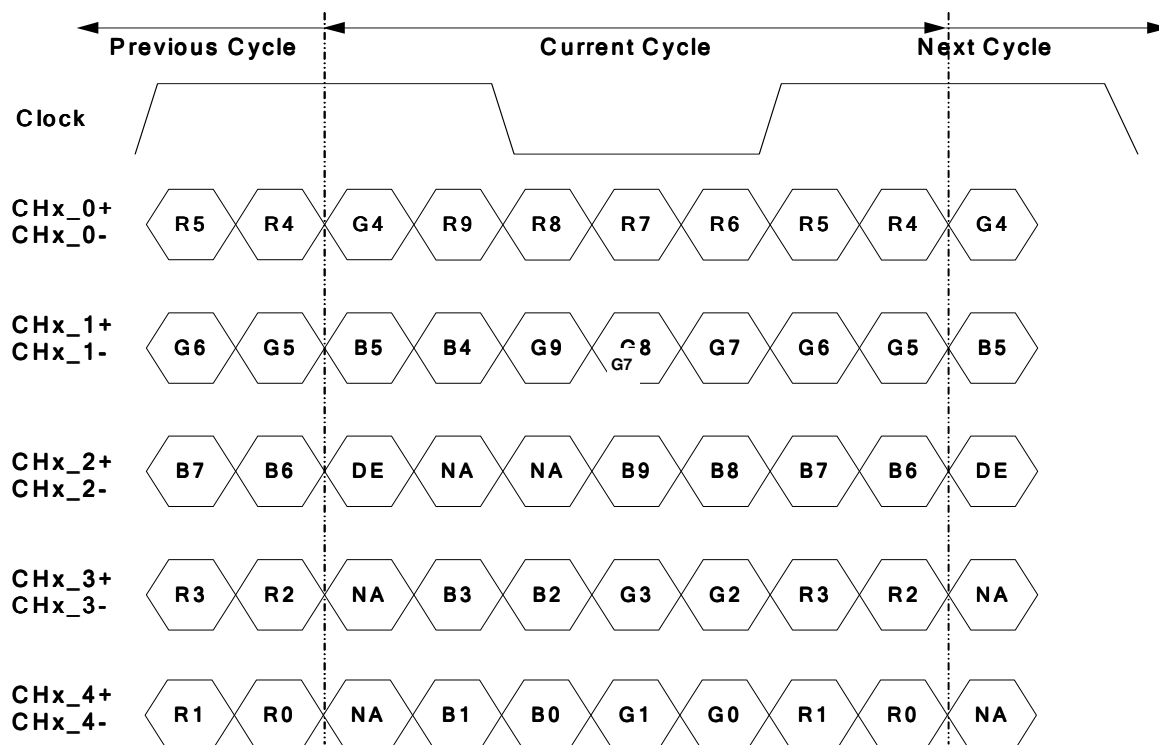 Previous Cycle Current Cycle Next Cycle
Clock
CHx_0+
CHx_0-
R5 R4 G4 R9 R8 R7 R6 R5 R4 G4
CHx_1+
CHx_1-
G6 G5 B5 B4 G9 G8 G7 G6 G5 B5
G7
CHx_2+
CHx_2-
B7 B6 DE NA NA B9 B8 B7 B6 DE
CHx_3+
CHx_3-
R3 R2 NA B3 B2 G3 G2 R3 R2 NA
CHx_4+
CHx_4-
R1 R0 NA B1 B0 G1 G0 R1 R0 NA